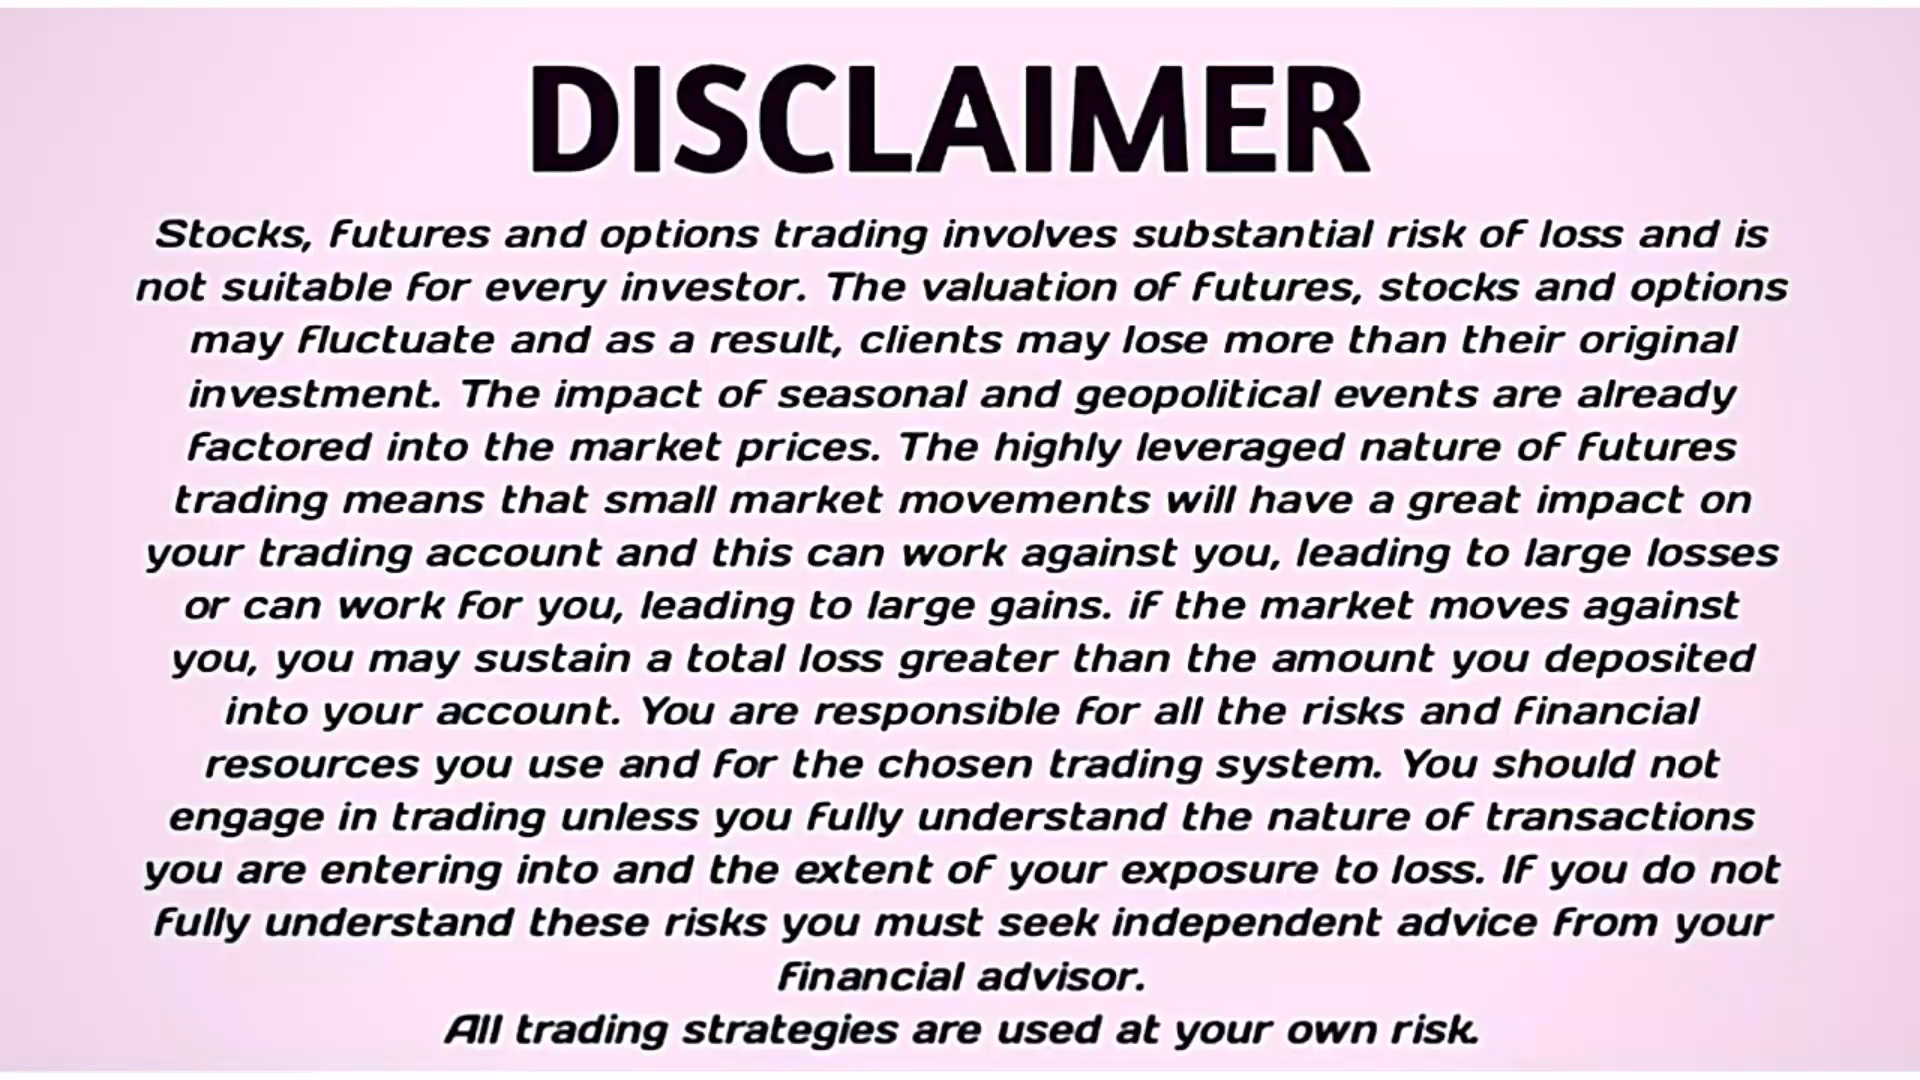 DISCLAIMER
Stocks, futures and options trading involves substantial risk of loss and is
not suitable for every investor. The valuation of futures, stocks and options
may fluctuate and as a result, clients may lose more than their original
investment. The impact of seasonal and geopolitical events are already
factored into the market prices. The highly leveraged nature of futures
trading means that small market movements will have a great impact on
your trading account and this can work against you, leading to large losses
or can work for you, leading to large gains. if the market moves against
you, you may sustain a total loss greater than the amount you deposited
into your account. You are responsible for all the risks and financial
resources you use and for the chosen trading system. You should not
engage in trading unless you fully understand the nature of transactions
you are entering into and the extent of your exposure to loss. If you do not
fully understand these risks you must seek independent advice from your
financial advisor.
All trading strategies are used at your own risk.